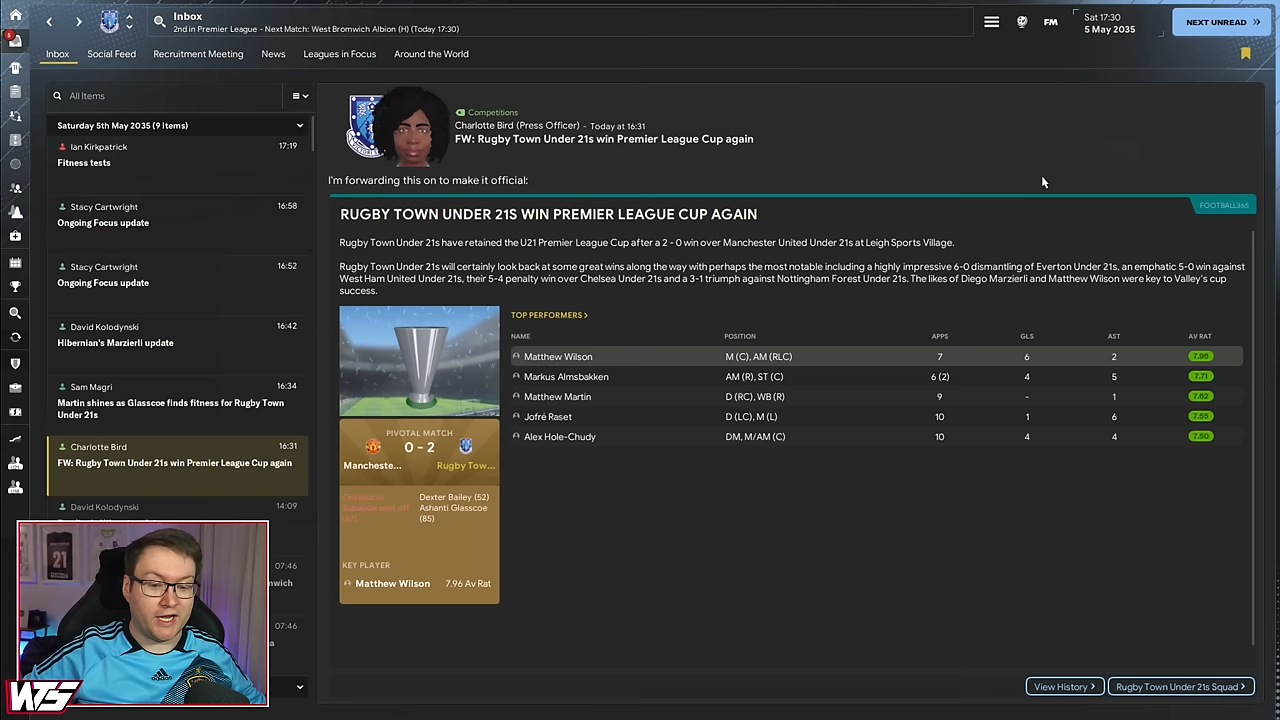 Inbox
2nd in Premier League - Next Match: West Bromwich Albion (H) (Today 17:30)
FM
Sat 17:30
5 May 2035
NEXT UNREAD
5
Inbox
Social Feed
Recruitment Meeting
News
Leagues in Focus
Around the World
All Items
Saturday 5th May 2035 (9 items)
Ian Kirkpatrick
17:19
Fitness tests
Stacy Cartwright
16:58
Ongoing Focus update
Stacy Cartwright
16:52
Ongoing Focus update
David Kolodynski
16:42
Hibernian's Marzierli update
Sam Magri
16:34
Martin shines as Glasscoe finds fitness for Rugby
Town Under 21s
Charlotte Bird
16:31
FW: Rugby Town Under 21s win Premier League Cup again
David Kolodynski
14:09
07:46
07:46
Competitions
Charlotte Bird (Press Officer) - Today at 16:31
FW: Rugby Town Under 21s win Premier League Cup again
I'm forwarding this on to make it official:
FOOTBALL365
RUGBY TOWN UNDER 21S WIN PREMIER LEAGUE CUP AGAIN
Rugby Town Under 21s have retained the U21 Premier League Cup after a 2 - 0 win over Manchester United Under 21s at Leigh Sports Village.
Rugby Town Under 21s will certainly look back at some great wins along the way with perhaps the most notable including a highly impressive 6-0 dismantling of Everton Under 21s, an emphatic 5-0 win against
West Ham United Under 21s, their 5-4 penalty win over Chelsea Under 21s and a 3-1 triumph against Nottingham Forest Under 21s. The likes of Diego Marzierli and Matthew Wilson were key to Valley's cup
success.
TOP PERFORMERS >
NAME POSITION APPS GLS AST AV RAT
Matthew Wilson M (C), AM (RLC) 7 6 2 7.96
Markus Almsbakken AM (R), ST (C) 6 (2) 4 5 7.71
Matthew Martin D (RC), WB (R) 9 - 1 7.62
Jofré Raset D (LC), M (L) 10 1 6 7.55
Alex Hole-Chudy DM, M/AM (C) 10 4 4 7.50
PIVOTAL MATCH
0 - 2
Mancheste...
Rugby Tow...
Dexter Bailey (52)
Ashanti Glasscoe
(85)
KEY PLAYER
Matthew Wilson
7.96 Av Rat
View History >
Rugby Town Under 21s Squad >
21
WTS